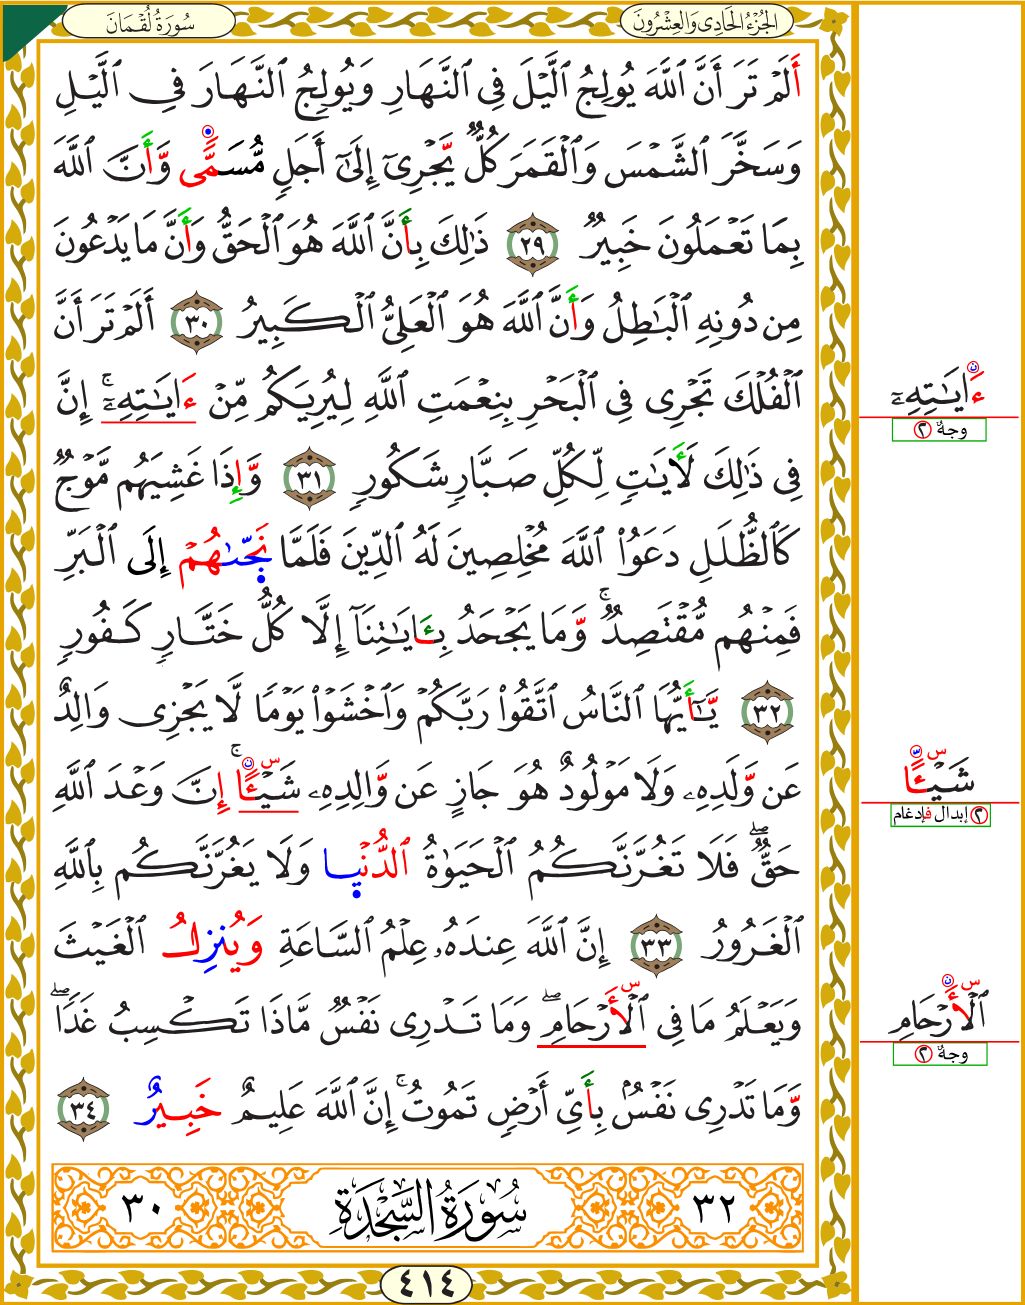 سُورَةُ لُقْمَانَ
الجُزْءُ الحَادِي وَالعِشْرُونَ
أَلَمْ تَرَ أَنَّ ٱللَّهَ يُولِجُ ٱلَّيْلَ فِى ٱلنَّهَارِ وَيُولِجُ ٱلنَّهَارَ فِى ٱلَّيْلِ
وَسَخَّرَ ٱلشَّمْسَ وَٱلْقَمَرَ كُلٌّ يَجْرِىٓ إِلَىٰٓ أَجَلٍ مُّسَمًّى وَأَنَّ ٱللَّهَ
بِمَا تَعْمَلُونَ خَبِيرٌ ٢٩ ذَٰلِكَ بِأَنَّ ٱللَّهَ هُوَ ٱلْحَقُّ وَأَنَّ مَا يَدْعُونَ
مِن دُونِهِ ٱلْبَٰطِلُ وَأَنَّ ٱللَّهَ هُوَ ٱلْعَلِىُّ ٱلْكَبِيرُ ٣٠ أَلَمْ تَرَ أَنَّ
ٱلْفُلْكَ تَجْرِى فِى ٱلْبَحْرِ بِنِعْمَتِ ٱللَّهِ لِيُرِيَكُم مِّنْ ءَايَٰتِهِۦٓ ۚ إِنَّ
فِى ذَٰلِكَ لَأٓيَٰتٍ لِّكُلِّ صَبَّارٍ شَكُورٍ ٣١ وَإِذَا غَشِيَهُم مَّوْجٌ
كَٱلظُّلَلِ دَعَوُا۟ ٱللَّهَ مُخْلِصِينَ لَهُ ٱلدِّينَ فَلَمَّا نَجَّىٰهُمْ إِلَى ٱلْبَرِّ
فَمِنْهُم مُّقْتَصِدٌ ۚ وَمَا يَجْحَدُ بِـَٔايَٰتِنَآ إِلَّا كُلُّ خَتَّارٍ كَفُورٍ
٣٢ يَٰٓأَيُّهَا ٱلنَّاسُ ٱتَّقُوا۟ رَبَّكُمْ وَٱخْشَوْا۟ يَوْمًا لَّا يَجْزِى وَالِدٌ
عَن وَلَدِهِۦ وَلَا مَوْلُودٌ هُوَ جَازٍ عَن وَالِدِهِۦ شَيْـًٔا ۚ إِنَّ وَعْدَ ٱللَّهِ
حَقٌّ ۖ فَلَا تَغُرَّنَّكُمُ ٱلْحَيَوٰةُ ٱلدُّنْيَا وَلَا يَغُرَّنَّكُم بِٱللَّهِ
ٱلْغَرُورُ ٣٣ إِنَّ ٱللَّهَ عِندَهُۥ عِلْمُ ٱلسَّاعَةِ وَيُنزِلُ ٱلْغَيْثَ
وَيَعْلَمُ مَا فِى ٱلْأَرْحَامِ ۖ وَمَا تَدْرِى نَفْسٌ مَّاذَا تَكْسِبُ غَدًا ۖ
وَمَا تَدْرِى نَفْسٌۢ بِأَىِّ أَرْضٍ تَمُوتُ ۚ إِنَّ ٱللَّهَ عَلِيمٌ خَبِيرٌ ٣٤
٣٢ سُورَةُ السَّجْدَةِ ٣٠
٤١٤
ءَايَٰتِهِۦٓ
٢ وجهٌ
شَيْـًٔا
٢ إبدال فإدغام
ٱلْأَرْحَامِ
٢ وجهٌ